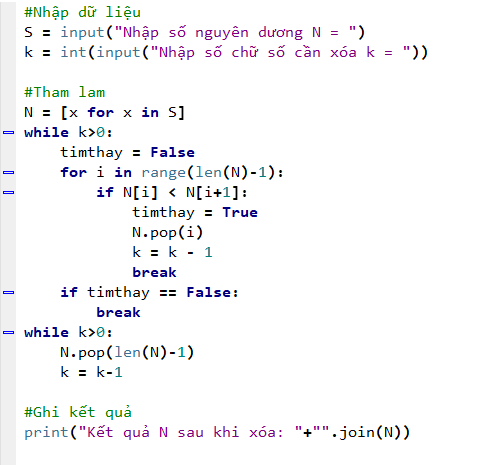 #Nhập dữ liệu
S = input("Nhập số nguyên dương N = ")
k = int(input("Nhập số chữ số cần xóa k = "))

#Tham lam
N = [x for x in S]
while k>0:
    timthay = False
    for i in range(len(N)-1):
        if N[i] < N[i+1]:
            timthay = True
            N.pop(i)
            k = k - 1
            break
    if timthay == False:
        break
while k>0:
    N.pop(len(N)-1)
    k = k-1

#Ghi kết quả
print("Kết quả N sau khi xóa: "+"".join(N))